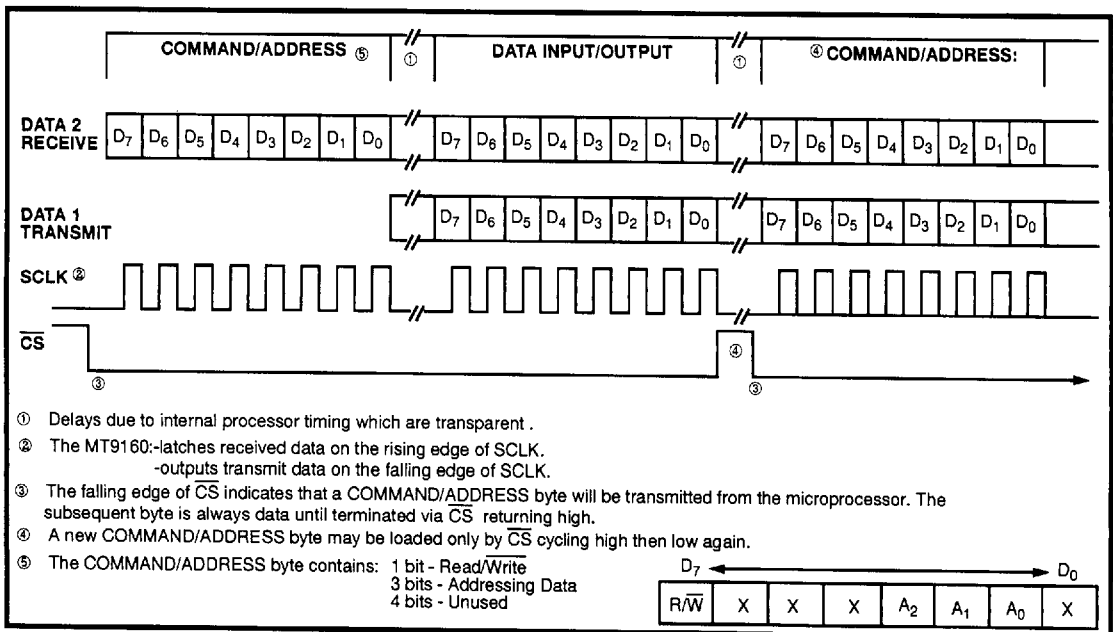 COMMAND/ADDRESS ⑤ ① DATA INPUT/OUTPUT ① ④ COMMAND/ADDRESS:
DATA 2
RECEIVE
D7 D6 D5 D4 D3 D2 D1 D0 D7 D6 D5 D4 D3 D2 D1 D0 D7 D6 D5 D4 D3 D2 D1 D0
DATA 1
TRANSMIT
D7 D6 D5 D4 D3 D2 D1 D0 D7 D6 D5 D4 D3 D2 D1 D0
SCLK ②
C̅S̅
③ ④ ③
① Delays due to internal processor timing which are transparent .
② The MT9160:-latches received data on the rising edge of SCLK.
-outputs transmit data on the falling edge of SCLK.
③ The falling edge of C̅S̅ indicates that a COMMAND/ADDRESS byte will be transmitted from the microprocessor. The
subsequent byte is always data until terminated via C̅S̅ returning high.
④ A new COMMAND/ADDRESS byte may be loaded only by C̅S̅ cycling high then low again.
⑤ The COMMAND/ADDRESS byte contains: 1 bit - Read/W̅r̅i̅t̅e̅
3 bits - Addressing Data
4 bits - Unused
D7 D0
R/W̅ X X X A2 A1 A0 X